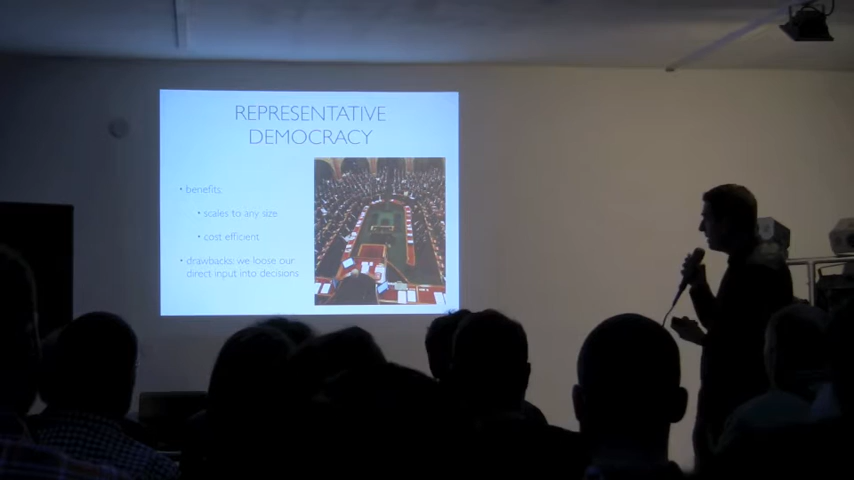 REPRESENTATIVE
DEMOCRACY
• benefits:
• scales to any size
• cost efficient
• drawbacks: we loose our
direct input into decisions